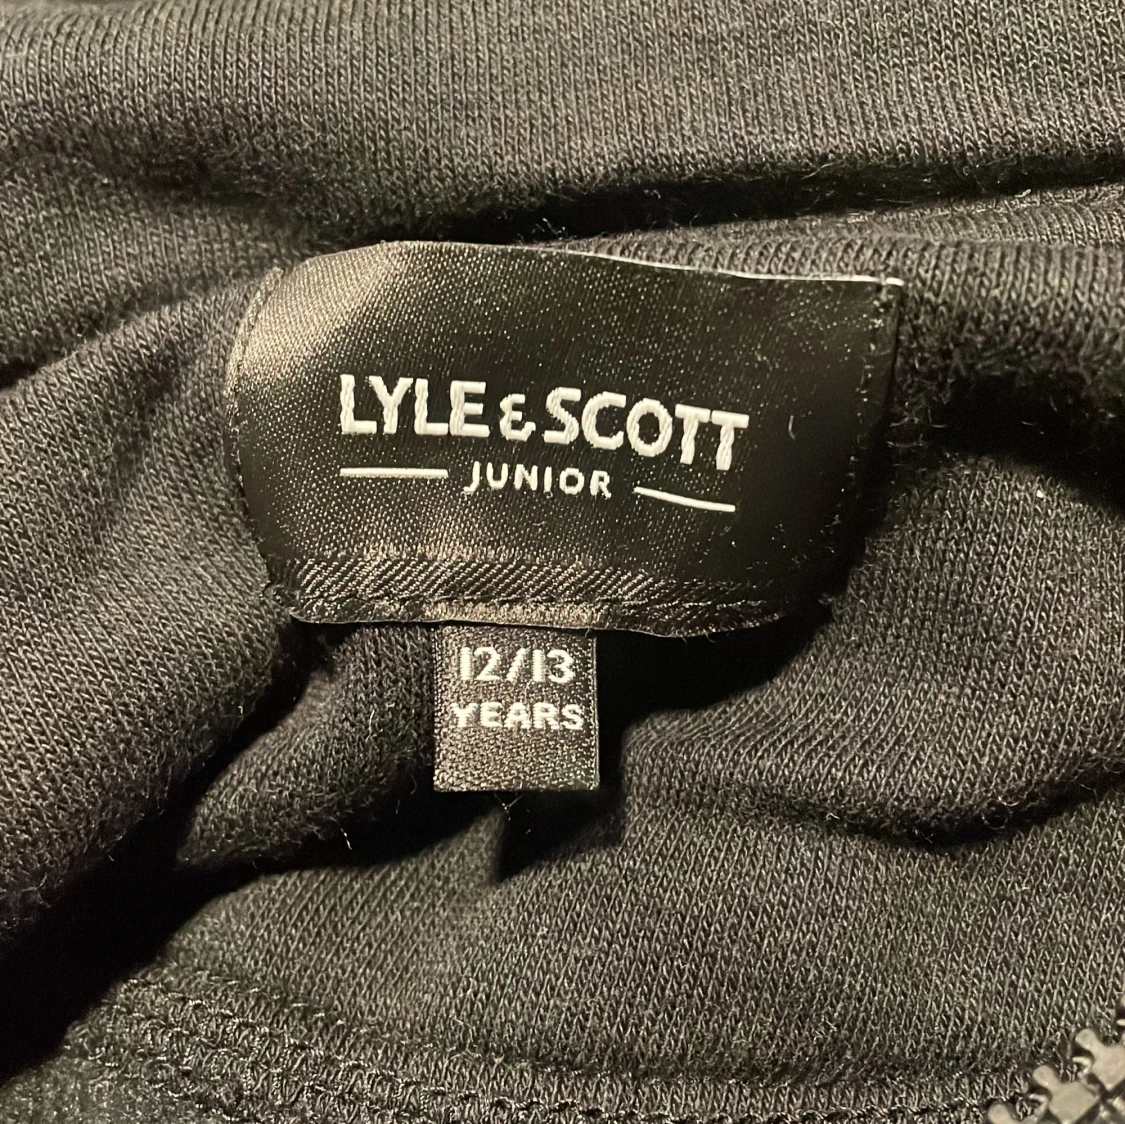 LYLE & SCOTT
JUNIOR
12/13
YEARS